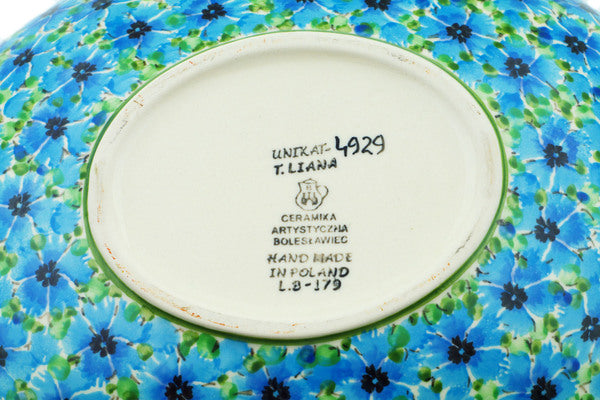 UNIKAT-4929
T. LIANA
CERAMIKA
ARTYSTYCZNA
BOLESŁAWIEC
HAND MADE
IN POLAND
L.B-179